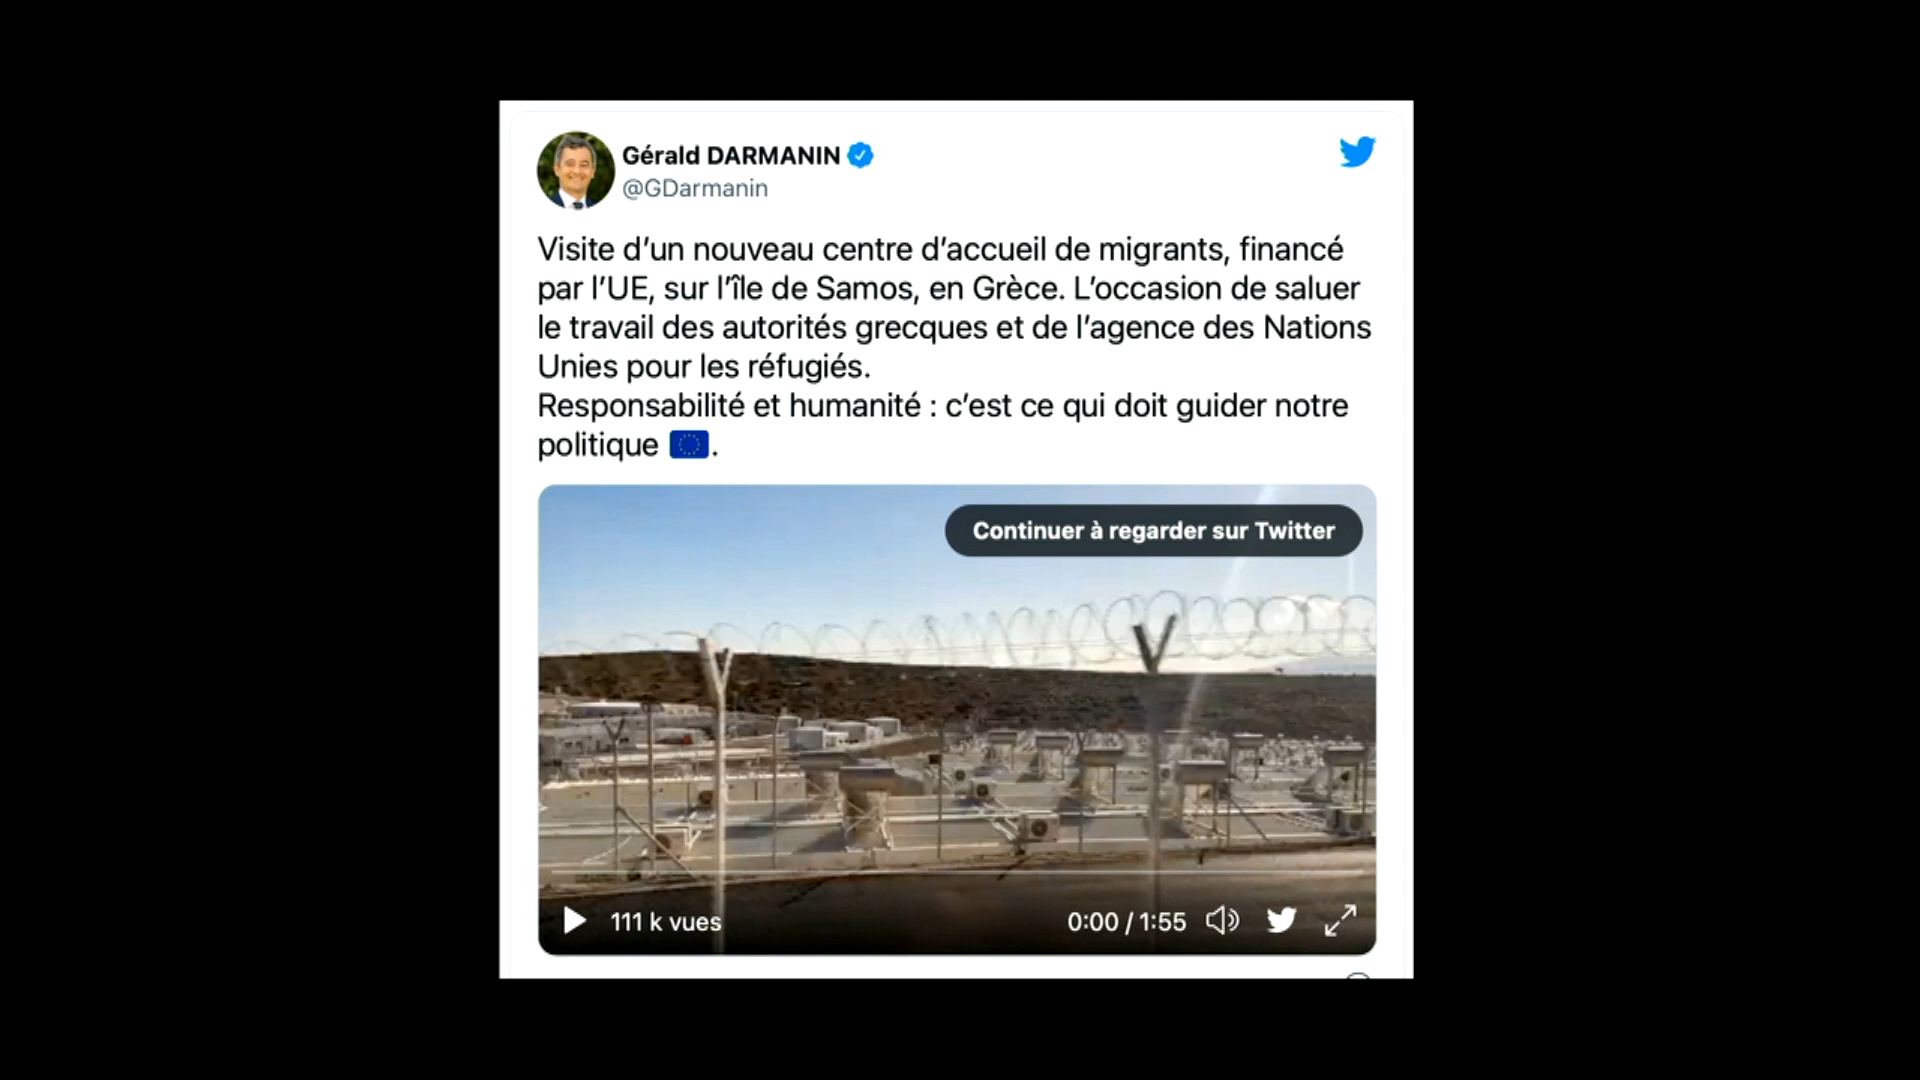 Gérald DARMANIN
@GDarmanin
Visite d’un nouveau centre d’accueil de migrants, financé
par l’UE, sur l’île de Samos, en Grèce. L’occasion de saluer
le travail des autorités grecques et de l’agence des Nations
Unies pour les réfugiés.
Responsabilité et humanité : c’est ce qui doit guider notre
politique 🇪🇺.
Continuer à regarder sur Twitter
111 k vues
0:00 / 1:55